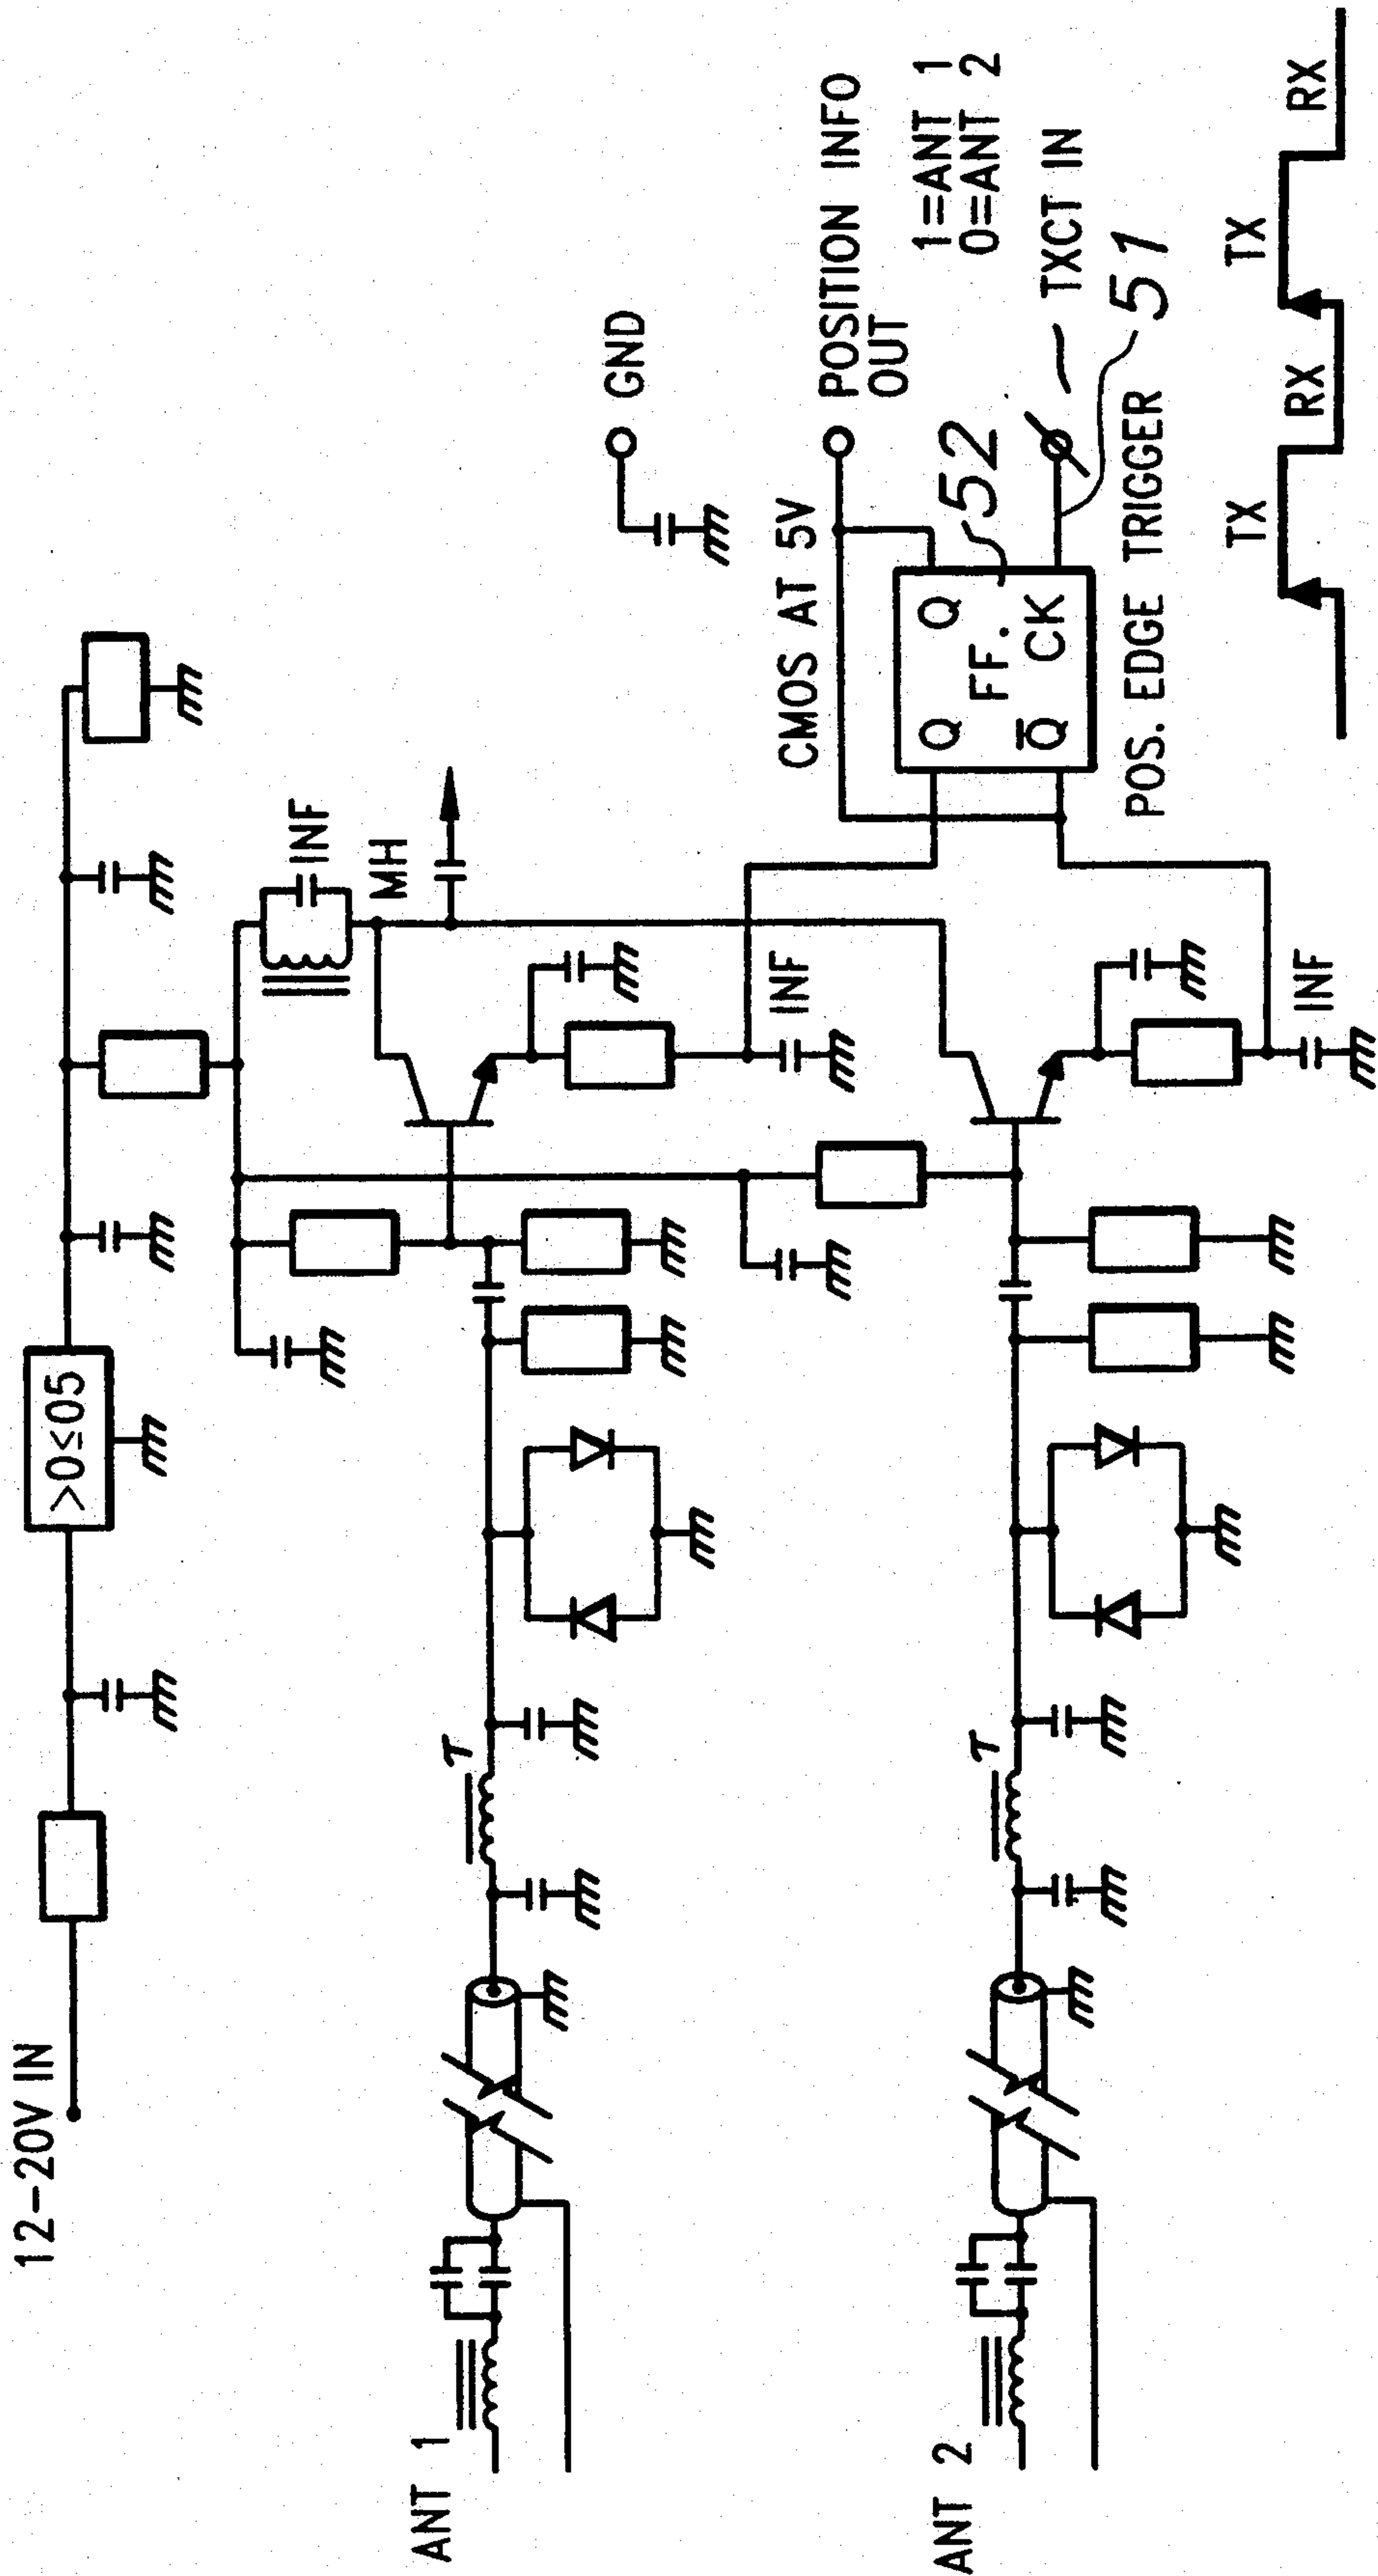 12-20V IN
>0≤05
INF
MH
GND
CMOS AT 5V
POSITION INFO
OUT
1=ANT 1
0=ANT 2
52
Q Q
FF.
Q̅ CK
TXCT IN
51
POS. EDGE TRIGGER
INF
INF
ANT 1
T
ANT 2
T
TX RX TX RX